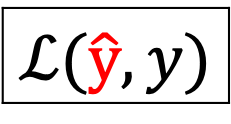 ℒ(ŷ, y)